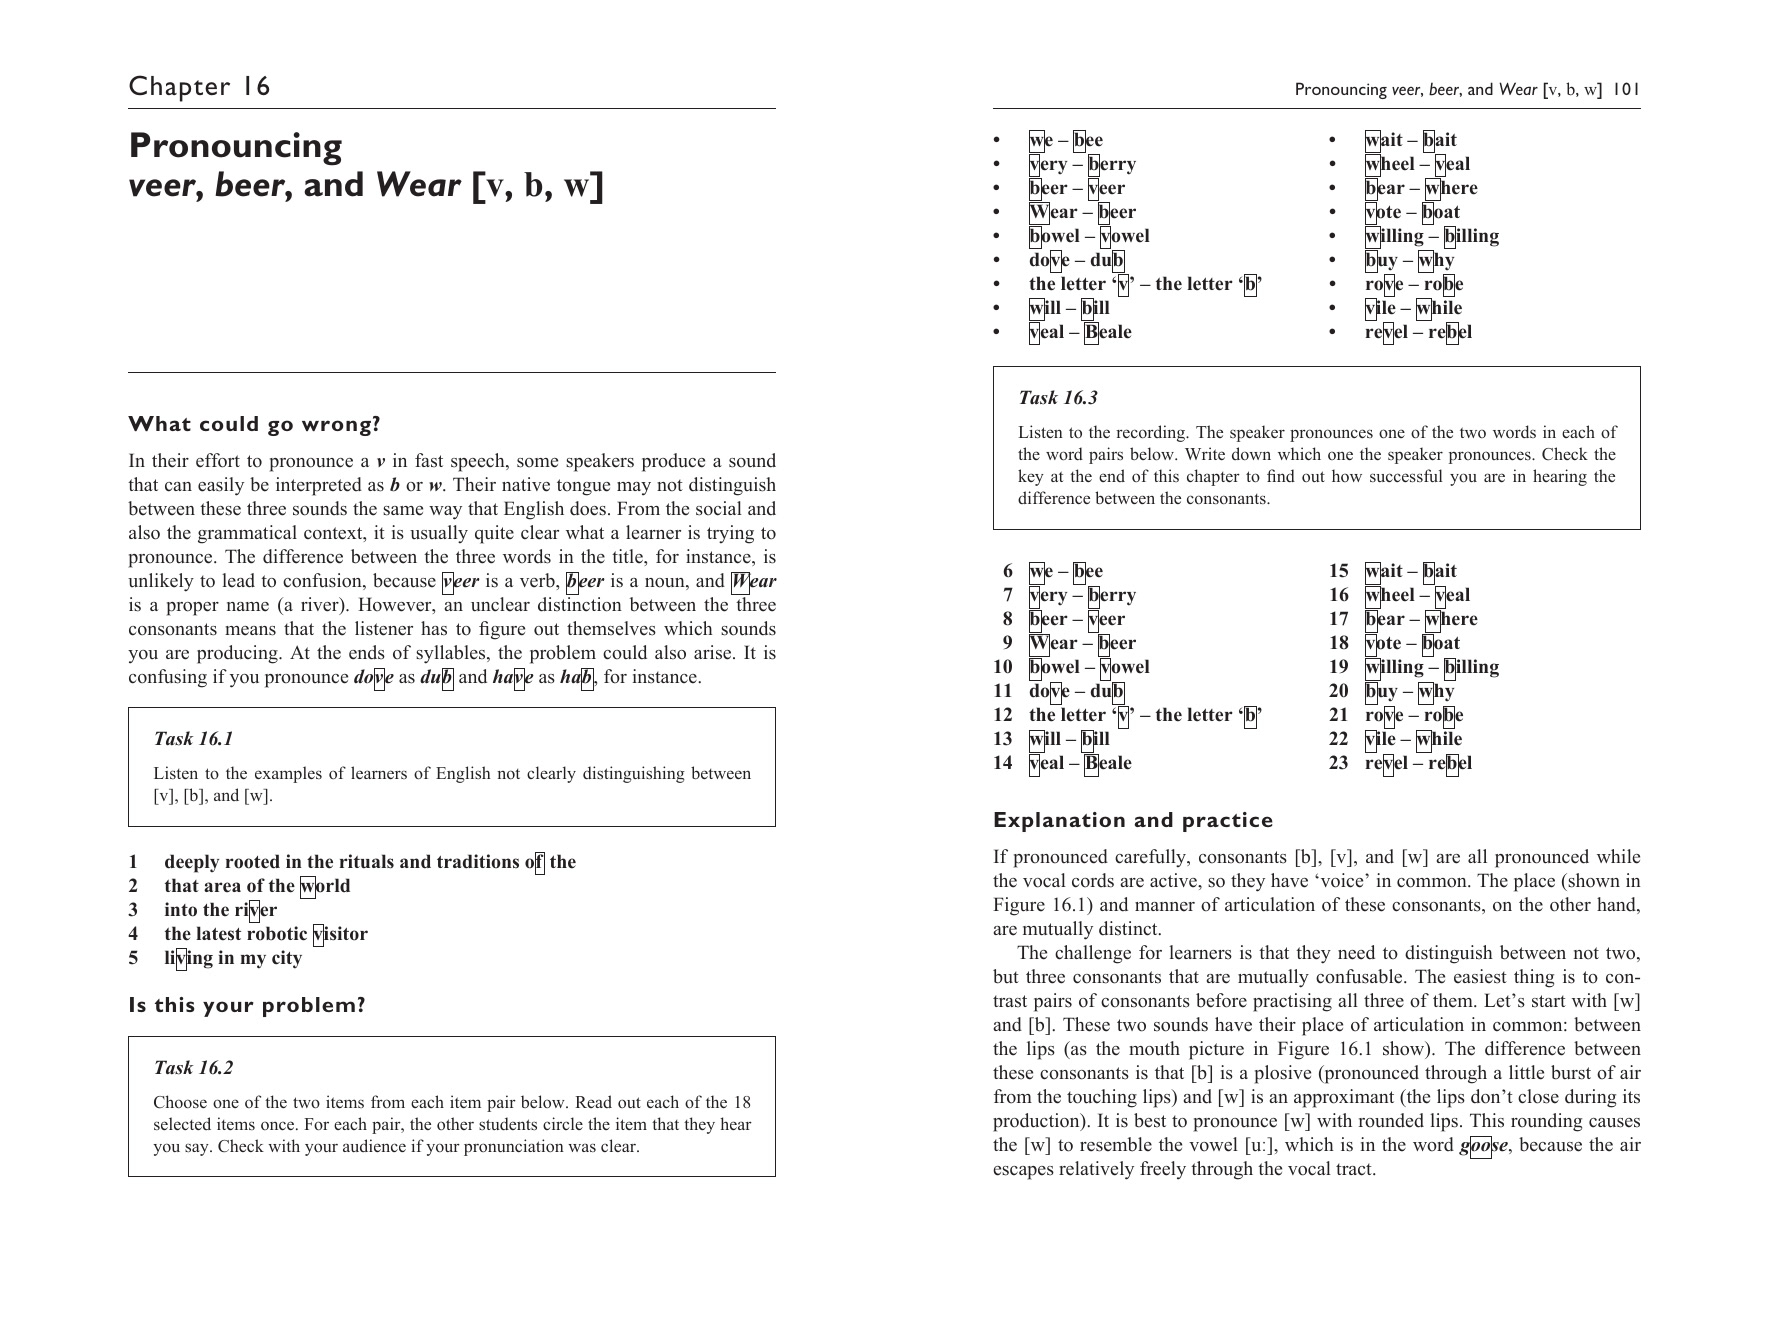 Chapter 16
Pronouncing
veer, beer, and Wear [v, b, w]
What could go wrong?
In their effort to pronounce a v in fast speech, some speakers produce a sound
that can easily be interpreted as b or w. Their native tongue may not distinguish
between these three sounds the same way that English does. From the social and
also the grammatical context, it is usually quite clear what a learner is trying to
pronounce. The difference between the three words in the title, for instance, is
unlikely to lead to confusion, because veer is a verb, beer is a noun, and Wear
is a proper name (a river). However, an unclear distinction between the three
consonants means that the listener has to figure out themselves which sounds
you are producing. At the ends of syllables, the problem could also arise. It is
confusing if you pronounce dove as dub and have as hab, for instance.
Task 16.1
Listen to the examples of learners of English not clearly distinguishing between
[v], [b], and [w].
1 deeply rooted in the rituals and traditions of the
2 that area of the world
3 into the river
4 the latest robotic visitor
5 living in my city
Is this your problem?
Task 16.2
Choose one of the two items from each item pair below. Read out each of the 18
selected items once. For each pair, the other students circle the item that they hear
you say. Check with your audience if your pronunciation was clear.
Pronouncing veer, beer, and Wear [v, b, w] 101
• we – bee
• very – berry
• beer – veer
• Wear – beer
• bowel – vowel
• dove – dub
• the letter ‘v’ – the letter ‘b’
• will – bill
• veal – Beale
• wait – bait
• wheel – veal
• bear – where
• vote – boat
• willing – billing
• buy – why
• rove – robe
• vile – while
• revel – rebel
Task 16.3
Listen to the recording. The speaker pronounces one of the two words in each of
the word pairs below. Write down which one the speaker pronounces. Check the
key at the end of this chapter to find out how successful you are in hearing the
difference between the consonants.
6 we – bee
7 very – berry
8 beer – veer
9 Wear – beer
10 bowel – vowel
11 dove – dub
12 the letter ‘v’ – the letter ‘b’
13 will – bill
14 veal – Beale
15 wait – bait
16 wheel – veal
17 bear – where
18 vote – boat
19 willing – billing
20 buy – why
21 rove – robe
22 vile – while
23 revel – rebel
Explanation and practice
If pronounced carefully, consonants [b], [v], and [w] are all pronounced while
the vocal cords are active, so they have ‘voice’ in common. The place (shown in
Figure 16.1) and manner of articulation of these consonants, on the other hand,
are mutually distinct.
The challenge for learners is that they need to distinguish between not two,
but three consonants that are mutually confusable. The easiest thing is to con-
trast pairs of consonants before practising all three of them. Let’s start with [w]
and [b]. These two sounds have their place of articulation in common: between
the lips (as the mouth picture in Figure 16.1 show). The difference between
these consonants is that [b] is a plosive (pronounced through a little burst of air
from the touching lips) and [w] is an approximant (the lips don’t close during its
production). It is best to pronounce [w] with rounded lips. This rounding causes
the [w] to resemble the vowel [uː], which is in the word goose, because the air
escapes relatively freely through the vocal tract.